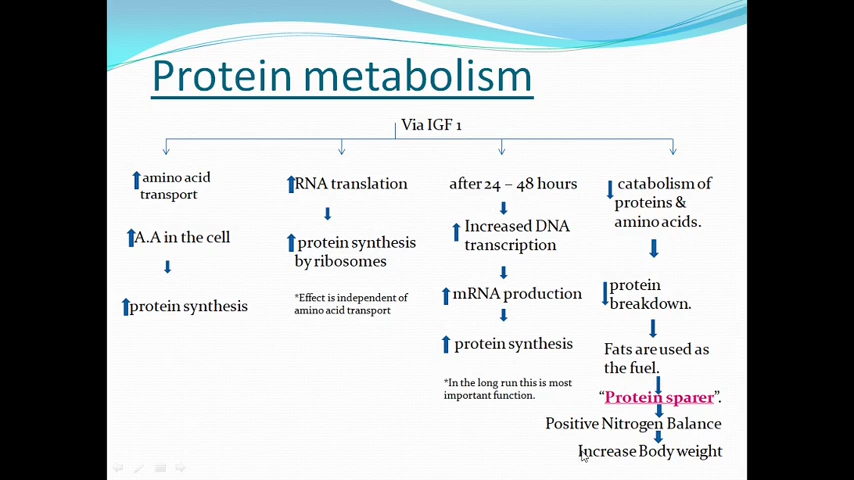 Protein metabolism
Via IGF 1
amino acid
transport
A.A in the cell
protein synthesis
RNA translation
protein synthesis
by ribosomes
*Effect is independent of
amino acid transport
after 24 – 48 hours
Increased DNA
transcription
mRNA production
protein synthesis
*In the long run this is most
important function.
catabolism of
proteins &
amino acids.
protein
breakdown.
Fats are used as
the fuel.
“Protein sparer”.
Positive Nitrogen Balance
Increase Body weight